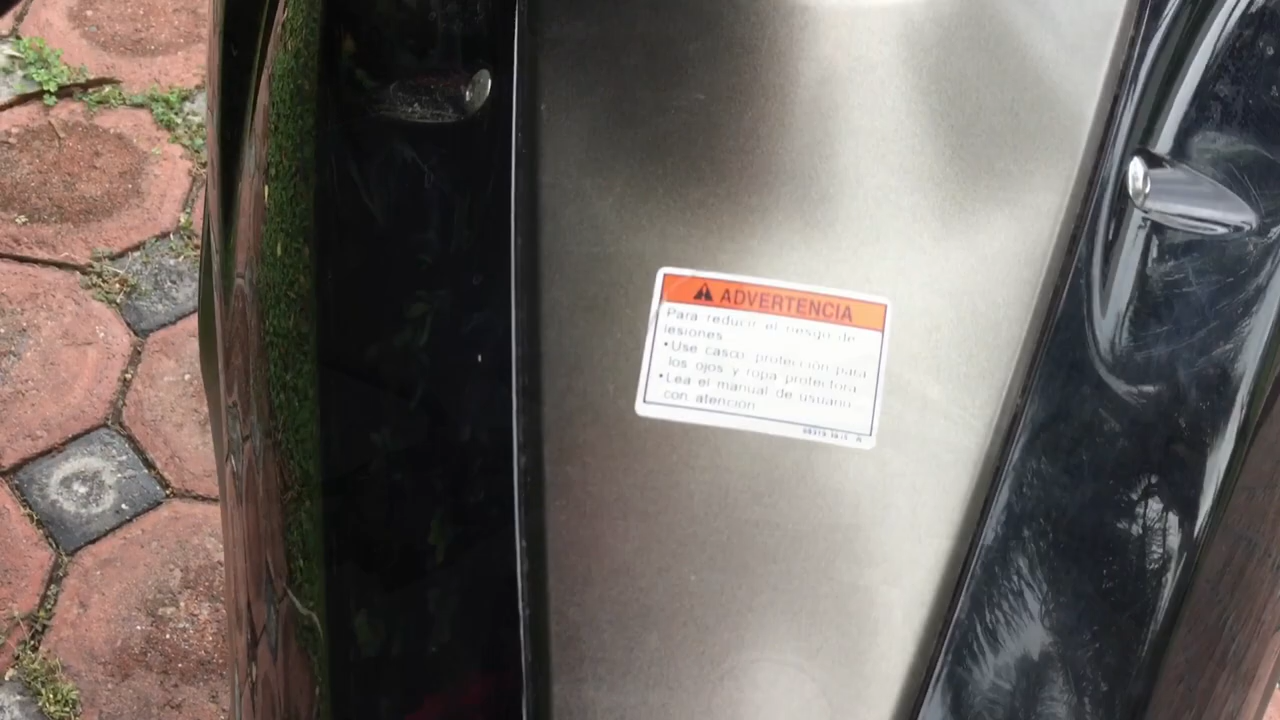 ADVERTENCIA
Para reducir el riesgo de
lesiones
•Use casco, protección para
los ojos y ropa protectora.
•Lea el manual de usuario
con atención.